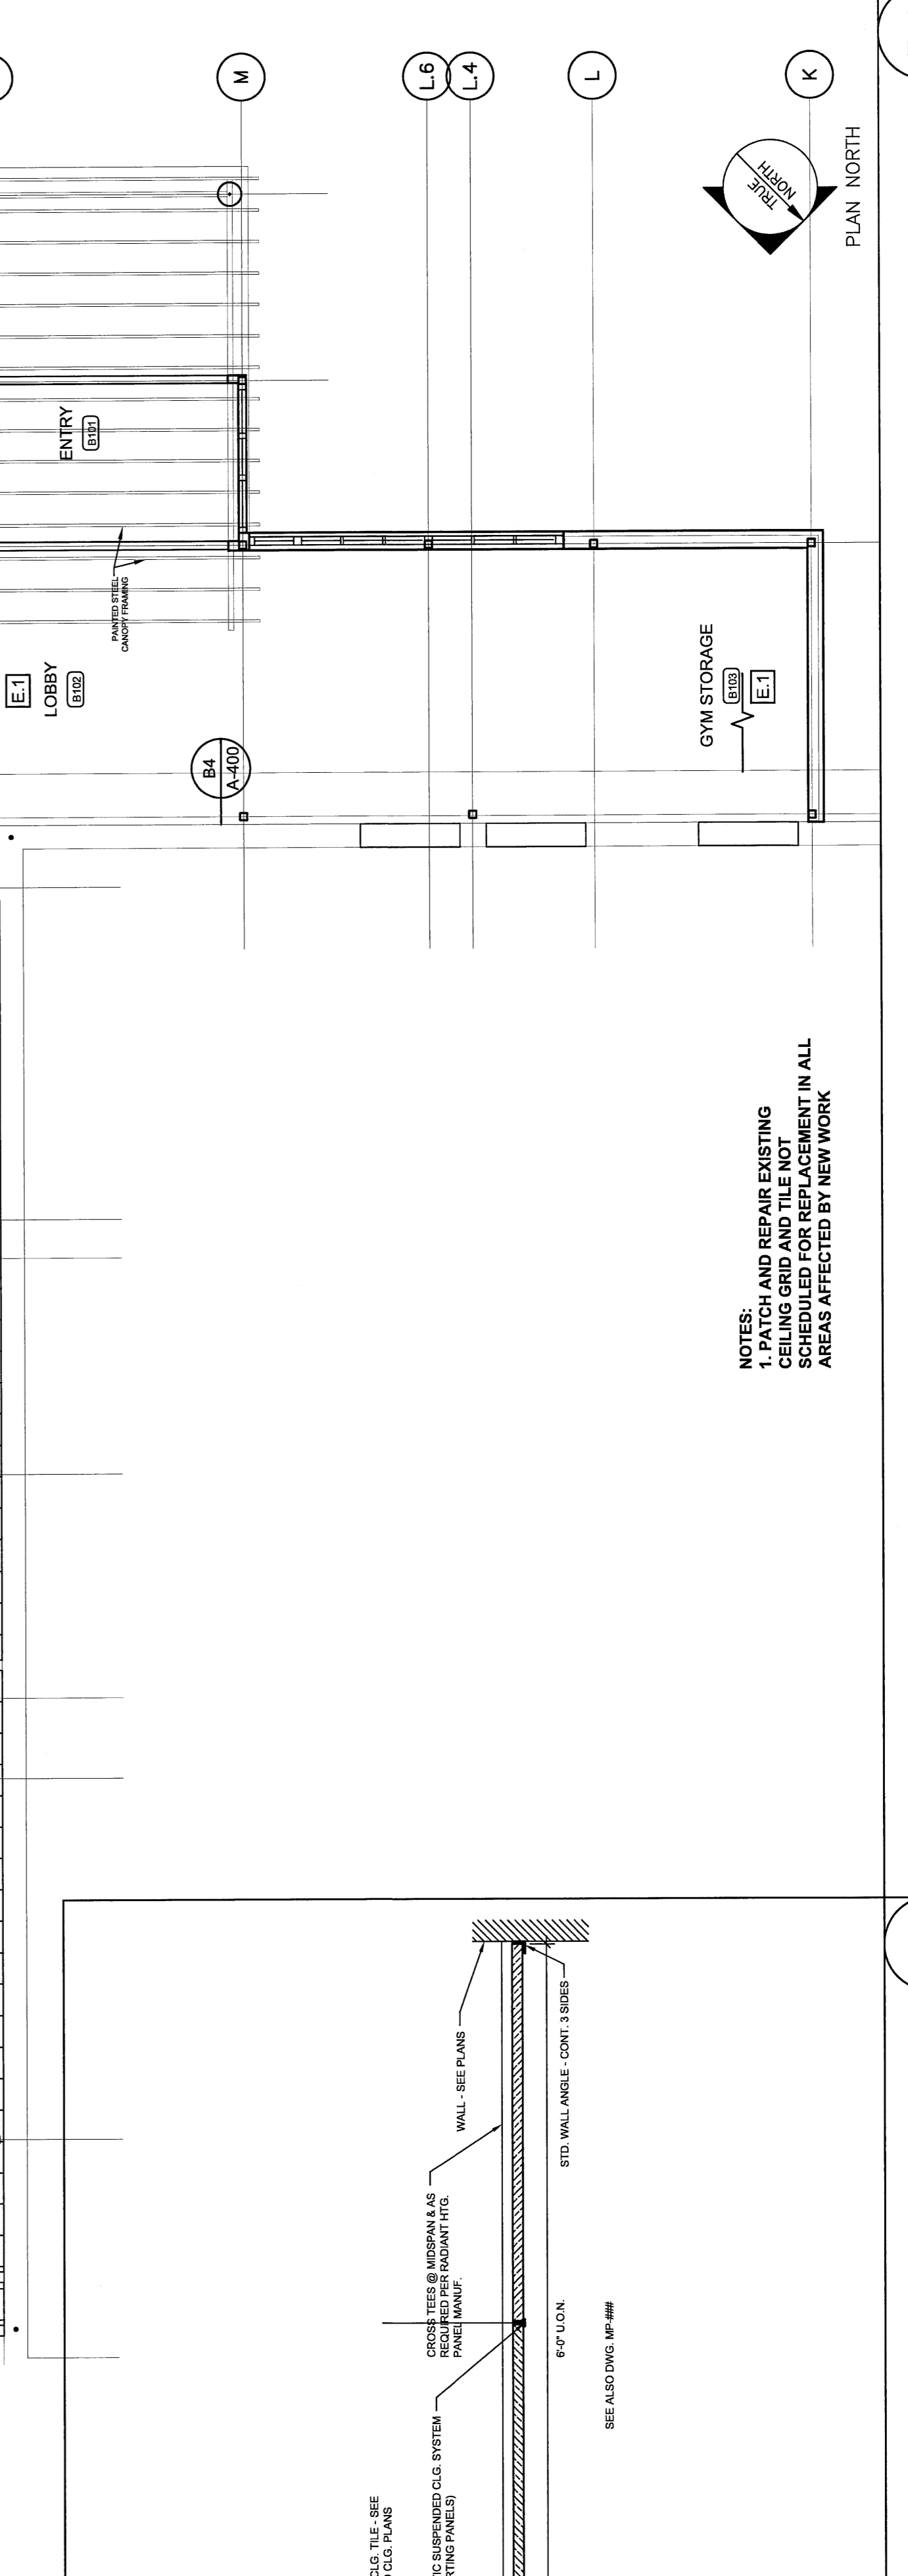 M
L.6
L.4
L
K
TRUE
NORTH
PLAN NORTH
ENTRY
B101
PAINTED STEEL
CANOPY FRAMING
E.1
LOBBY
B102
B4
A-400
GYM STORAGE
B103
E.1
NOTES:
1. PATCH AND REPAIR EXISTING
CEILING GRID AND TILE NOT
SCHEDULED FOR REPLACEMENT IN ALL
AREAS AFFECTED BY NEW WORK
WALL - SEE PLANS
STD. WALL ANGLE - CONT. 3 SIDES
CROSS TEES @ MIDSPAN & AS
REQUIRED PER RADIANT HTG.
PANEL MANUF.
6'-0" U.O.N.
SEE ALSO DWG. MP-###
IC SUSPENDED CLG. SYSTEM
RTING PANELS)
CLG. TILE - SEE
CLG. PLANS